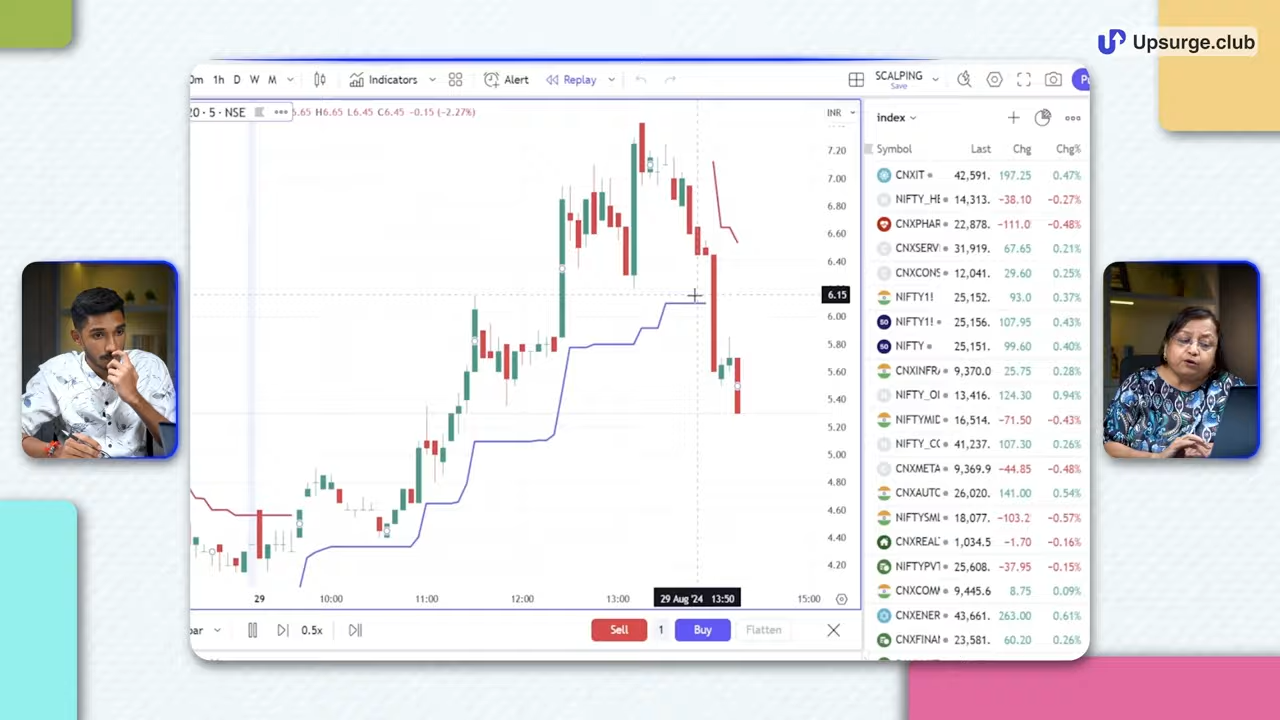 Upsurge.club
0m 1h D W M Indicators Alert Replay SCALPING
Save
20 · 5 · NSE 6.65 H6.65 L6.45 C6.45 -0.15 (-2.27%) INR
index
Symbol Last Chg Chg%
CNXIT 42,591. 197.25 0.47%
NIFTY_HE 14,313. -38.10 -0.27%
CNXPHAR 22,878. -111.0 -0.48%
CNXSERV 31,919. 67.65 0.21%
CNXCONS 12,041. 29.60 0.25%
NIFTY1! 25,152. 93.0 0.37%
NIFTY1! 25,156. 107.95 0.43%
NIFTY 25,151. 99.60 0.40%
CNXINFRA 9,370.0 25.75 0.28%
NIFTY_OI 13,416. 124.30 0.94%
NIFTYMID 16,514. -71.50 -0.43%
NIFTY_CO 41,237. 107.30 0.26%
CNXMETA 9,369.9 -44.85 -0.48%
CNXAUTO 26,020. 141.00 0.54%
NIFTYSML 18,077. -103.2 -0.57%
CNXREAL 1,034.5 -1.70 -0.16%
NIFTYPVT 25,608. -37.95 -0.15%
CNXCOM 9,445.6 8.75 0.09%
CNXENER 43,661. 263.00 0.61%
CNXFINAN 23,581. 60.20 0.26%
7.20
7.00
6.80
6.60
6.40
6.15
6.00
5.80
5.60
5.40
5.20
5.00
4.80
4.60
4.40
4.20
29 10:00 11:00 12:00 13:00 29 Aug '24 13:50 15:00
bar 0.5x Sell 1 Buy Flatten